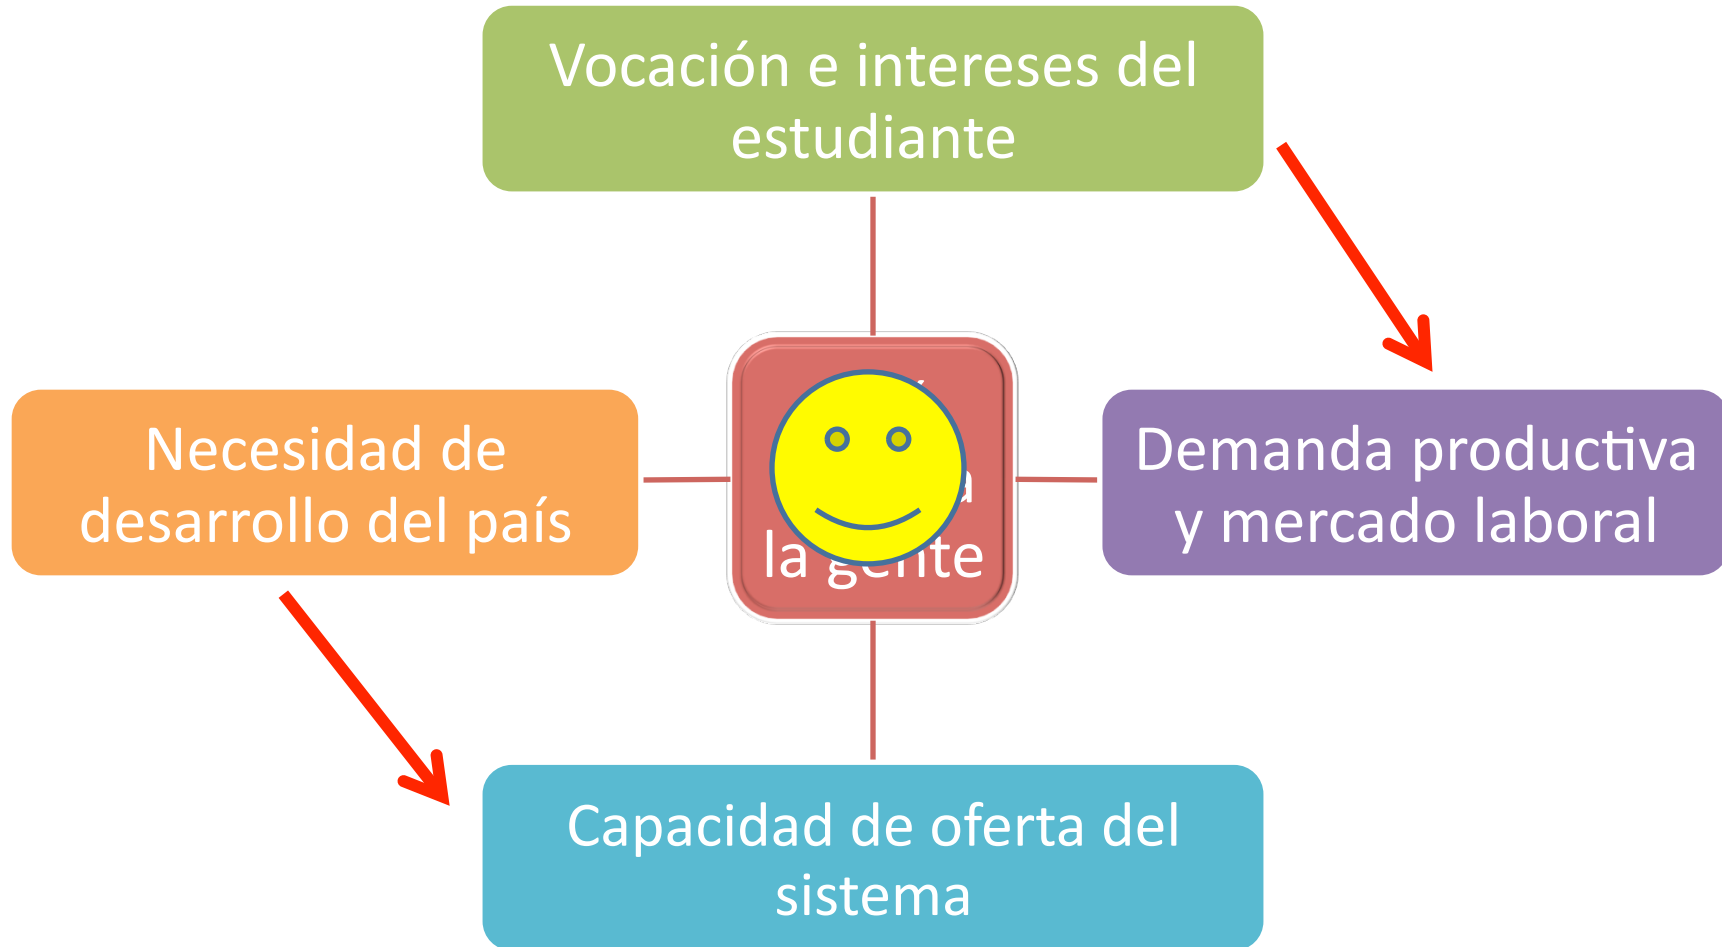 Vocación e intereses del
estudiante
Necesidad de
desarrollo del país
la
Demanda productiva
y mercado laboral
Capacidad de oferta del
sistema